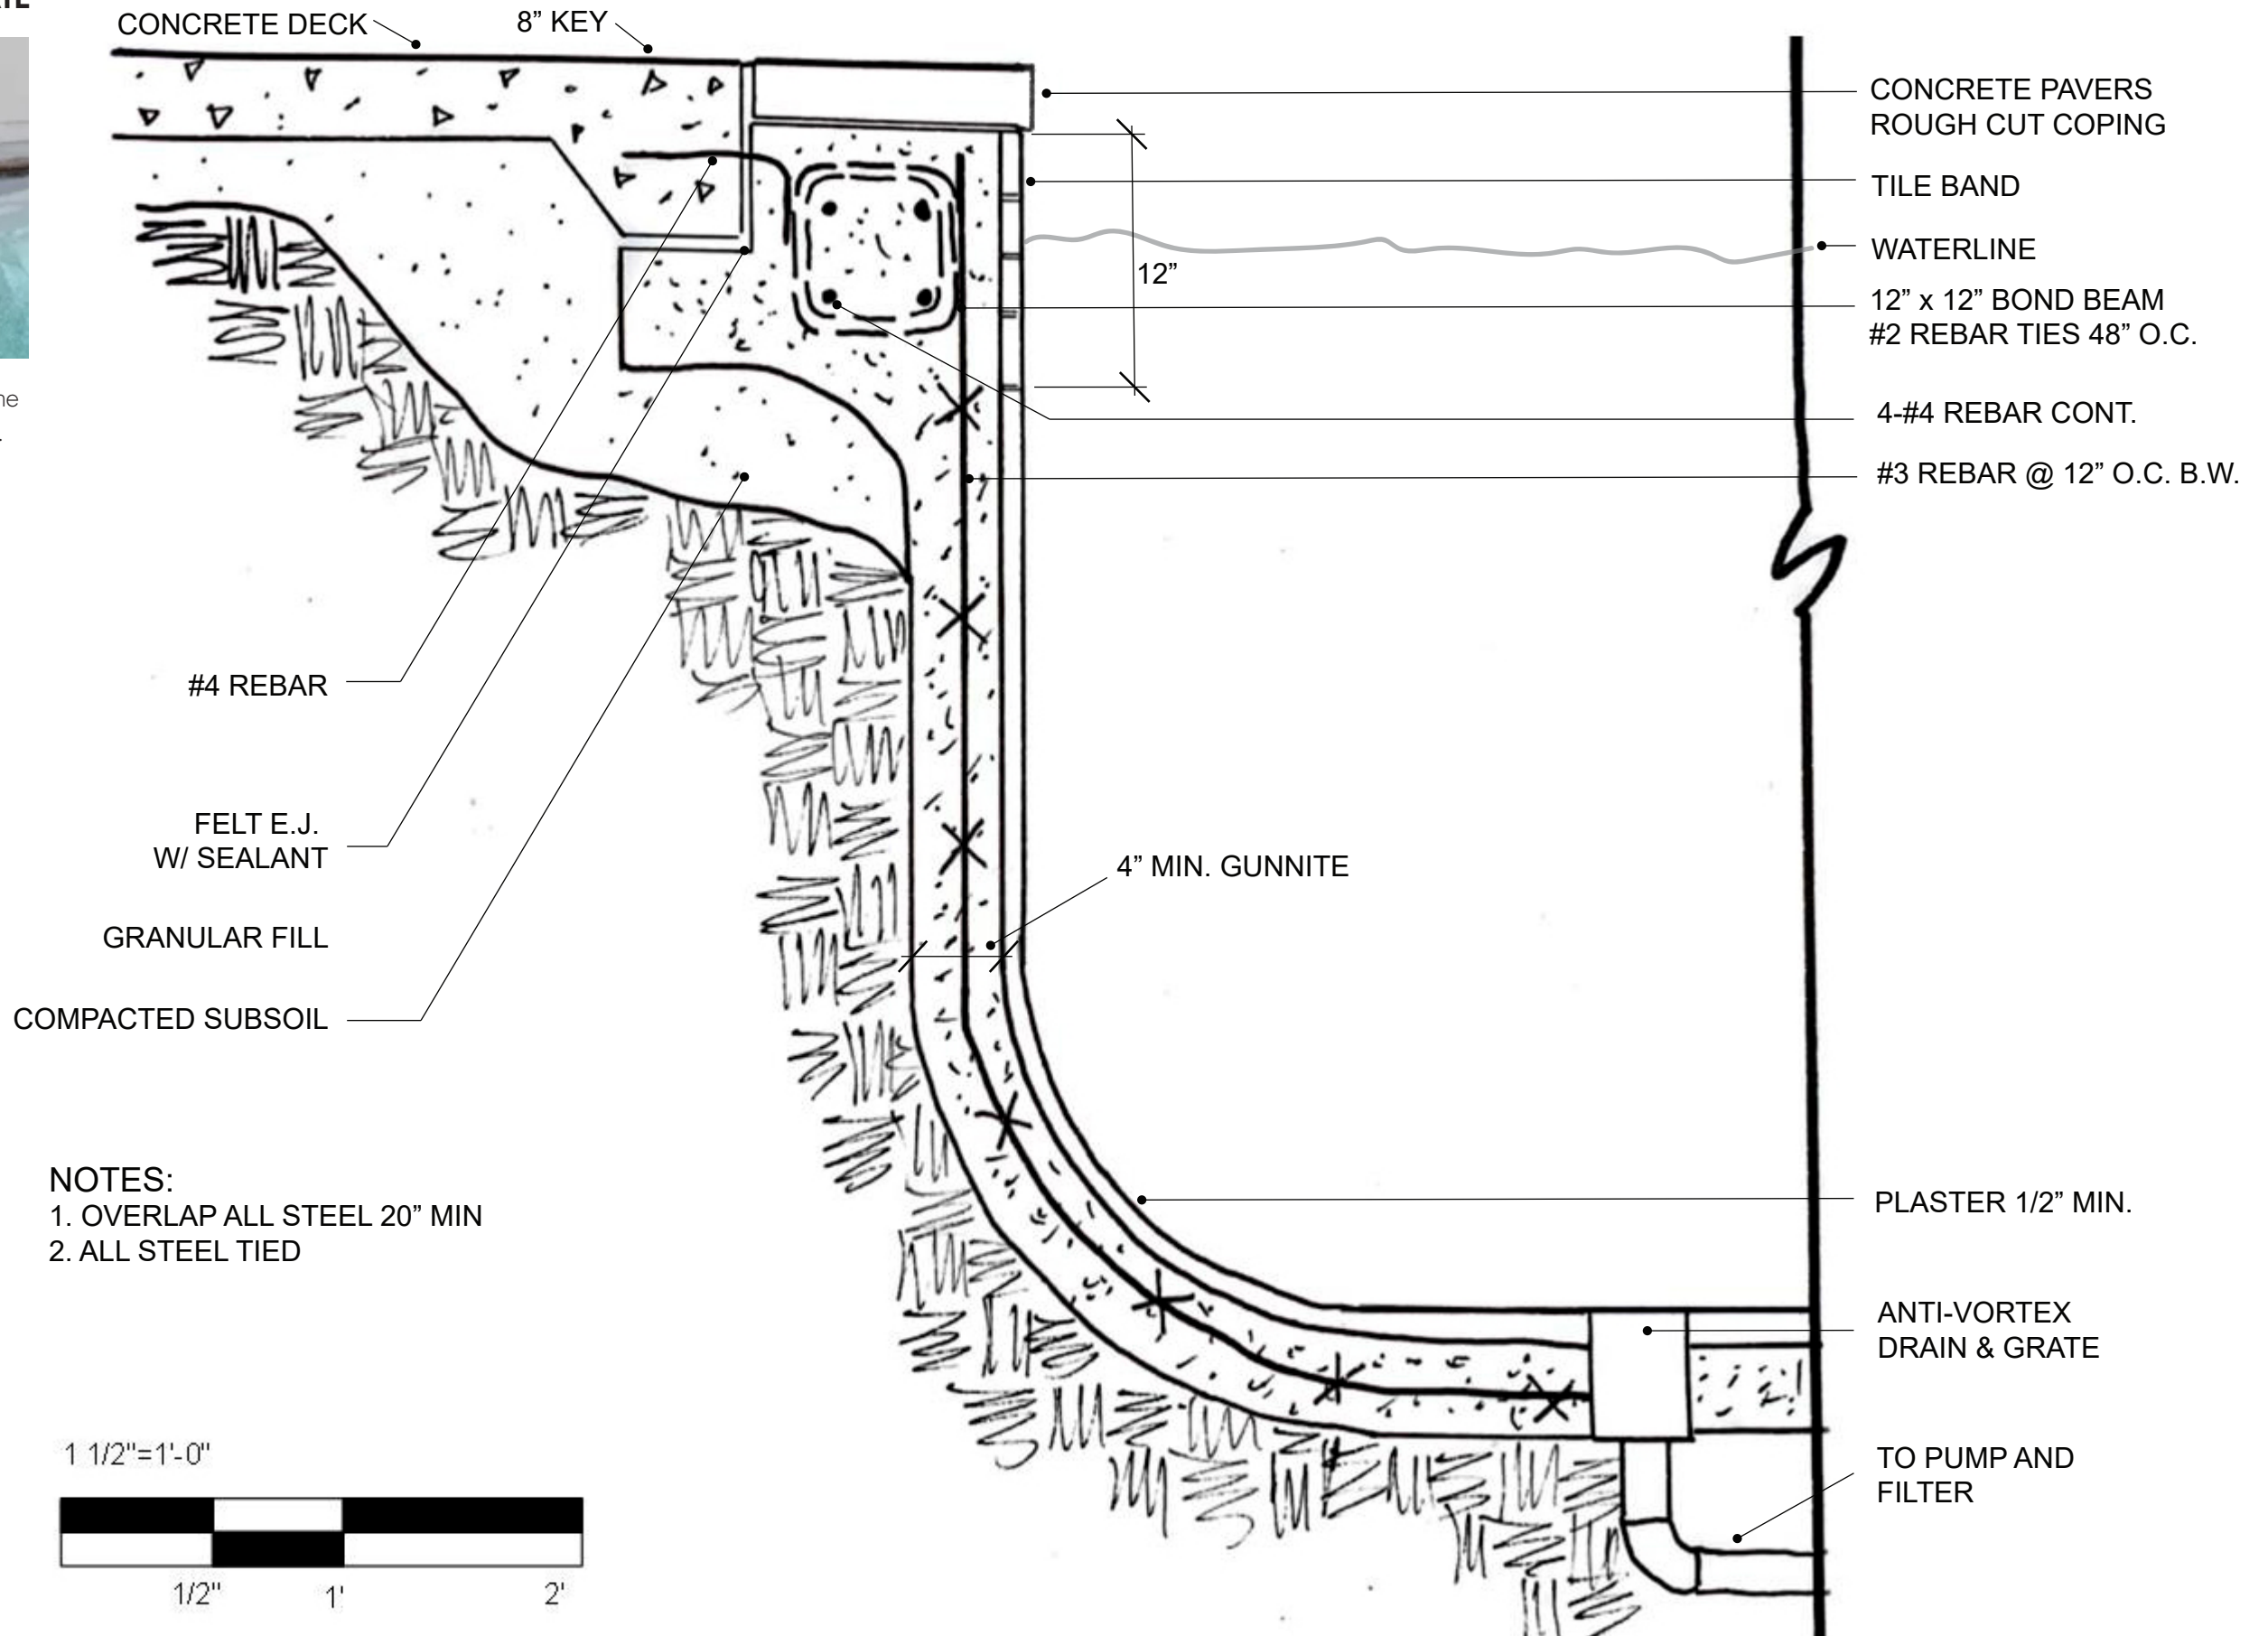 CONCRETE DECK
8” KEY
CONCRETE PAVERS
ROUGH CUT COPING
TILE BAND
WATERLINE
12”
12” x 12” BOND BEAM
#2 REBAR TIES 48” O.C.
4-#4 REBAR CONT.
#3 REBAR @ 12” O.C. B.W.
#4 REBAR
FELT E.J.
W/ SEALANT
GRANULAR FILL
COMPACTED SUBSOIL
4” MIN. GUNNITE
NOTES:
1. OVERLAP ALL STEEL 20” MIN
2. ALL STEEL TIED
PLASTER 1/2” MIN.
ANTI-VORTEX
DRAIN & GRATE
TO PUMP AND
FILTER
1 1/2"=1'-0"
1/2" 1' 2'